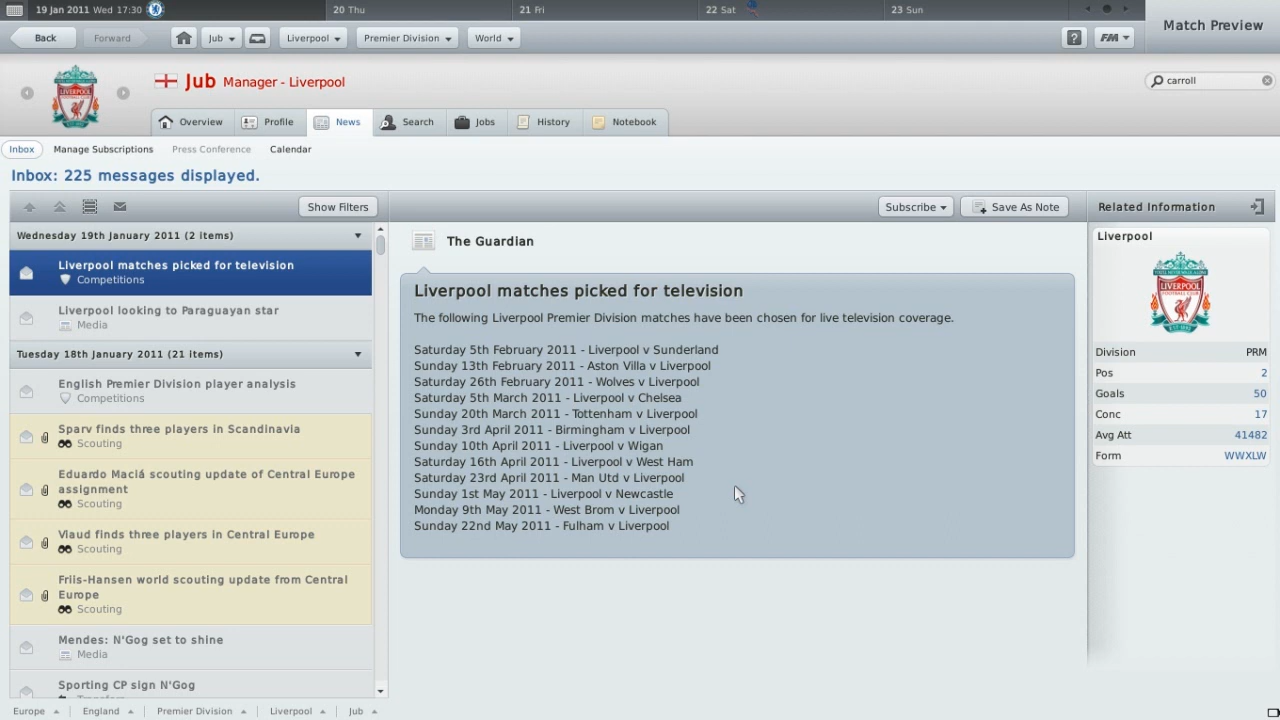 19 Jan 2011 Wed 17:30
20 Thu
21 Fri
22 Sat
23 Sun
Match Preview
Back
Forward
Jub
Liverpool
Premier Division
World
?
FM
Jub Manager - Liverpool
carroll
Overview
Profile
News
Search
Jobs
History
Notebook
Inbox
Manage Subscriptions
Press Conference
Calendar
Inbox: 225 messages displayed.
Show Filters
Subscribe
Save As Note
Related Information
Wednesday 19th January 2011 (2 items)
Liverpool matches picked for television
Competitions
Liverpool looking to Paraguayan star
Media
Tuesday 18th January 2011 (21 items)
English Premier Division player analysis
Competitions
Sparv finds three players in Scandinavia
Scouting
Eduardo Maciá scouting update of Central Europe
assignment
Scouting
Viaud finds three players in Central Europe
Scouting
Friis-Hansen world scouting update from Central
Europe
Scouting
Mendes: N'Gog set to shine
Media
Sporting CP sign N'Gog
The Guardian
Liverpool matches picked for television
The following Liverpool Premier Division matches have been chosen for live television coverage.
Saturday 5th February 2011 - Liverpool v Sunderland
Sunday 13th February 2011 - Aston Villa v Liverpool
Saturday 26th February 2011 - Wolves v Liverpool
Saturday 5th March 2011 - Liverpool v Chelsea
Sunday 20th March 2011 - Tottenham v Liverpool
Sunday 3rd April 2011 - Birmingham v Liverpool
Sunday 10th April 2011 - Liverpool v Wigan
Saturday 16th April 2011 - Liverpool v West Ham
Saturday 23rd April 2011 - Man Utd v Liverpool
Sunday 1st May 2011 - Liverpool v Newcastle
Monday 9th May 2011 - West Brom v Liverpool
Sunday 22nd May 2011 - Fulham v Liverpool
Liverpool
Division PRM
Pos 2
Goals 50
Conc 17
Avg Att 41482
Form WWXLW
Europe
England
Premier Division
Liverpool
Jub